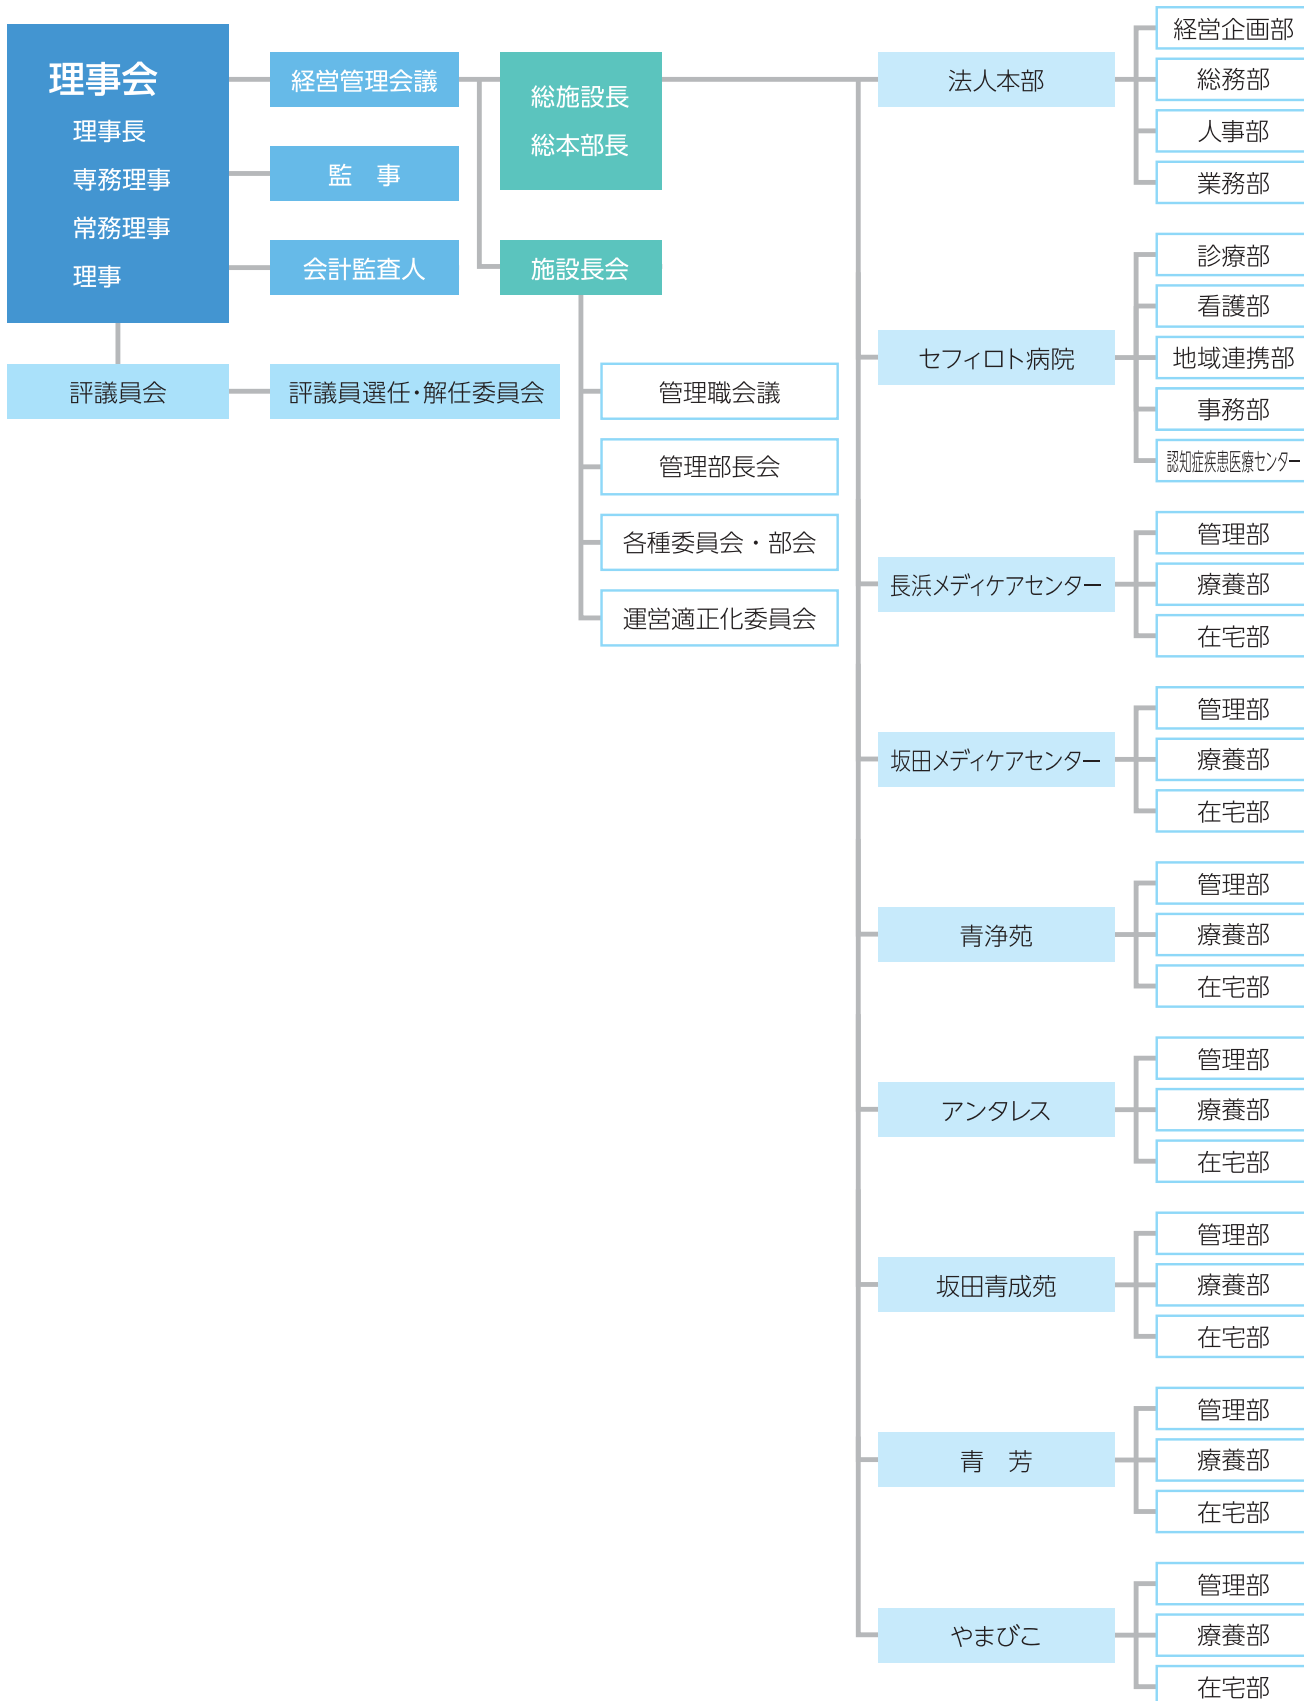 理事会
理事長
専務理事
常務理事
理事
経営管理会議
監　事
会計監査人
評議員会
評議員選任・解任委員会
総施設長
総本部長
施設長会
管理職会議
管理部長会
各種委員会・部会
運営適正化委員会
法人本部
経営企画部
総務部
人事部
業務部
セフィロト病院
診療部
看護部
地域連携部
事務部
認知症疾患医療センター
長浜メディケアセンター
管理部
療養部
在宅部
坂田メディケアセンター
管理部
療養部
在宅部
青浄苑
管理部
療養部
在宅部
アンタレス
管理部
療養部
在宅部
坂田青成苑
管理部
療養部
在宅部
青　芳
管理部
療養部
在宅部
やまびこ
管理部
療養部
在宅部